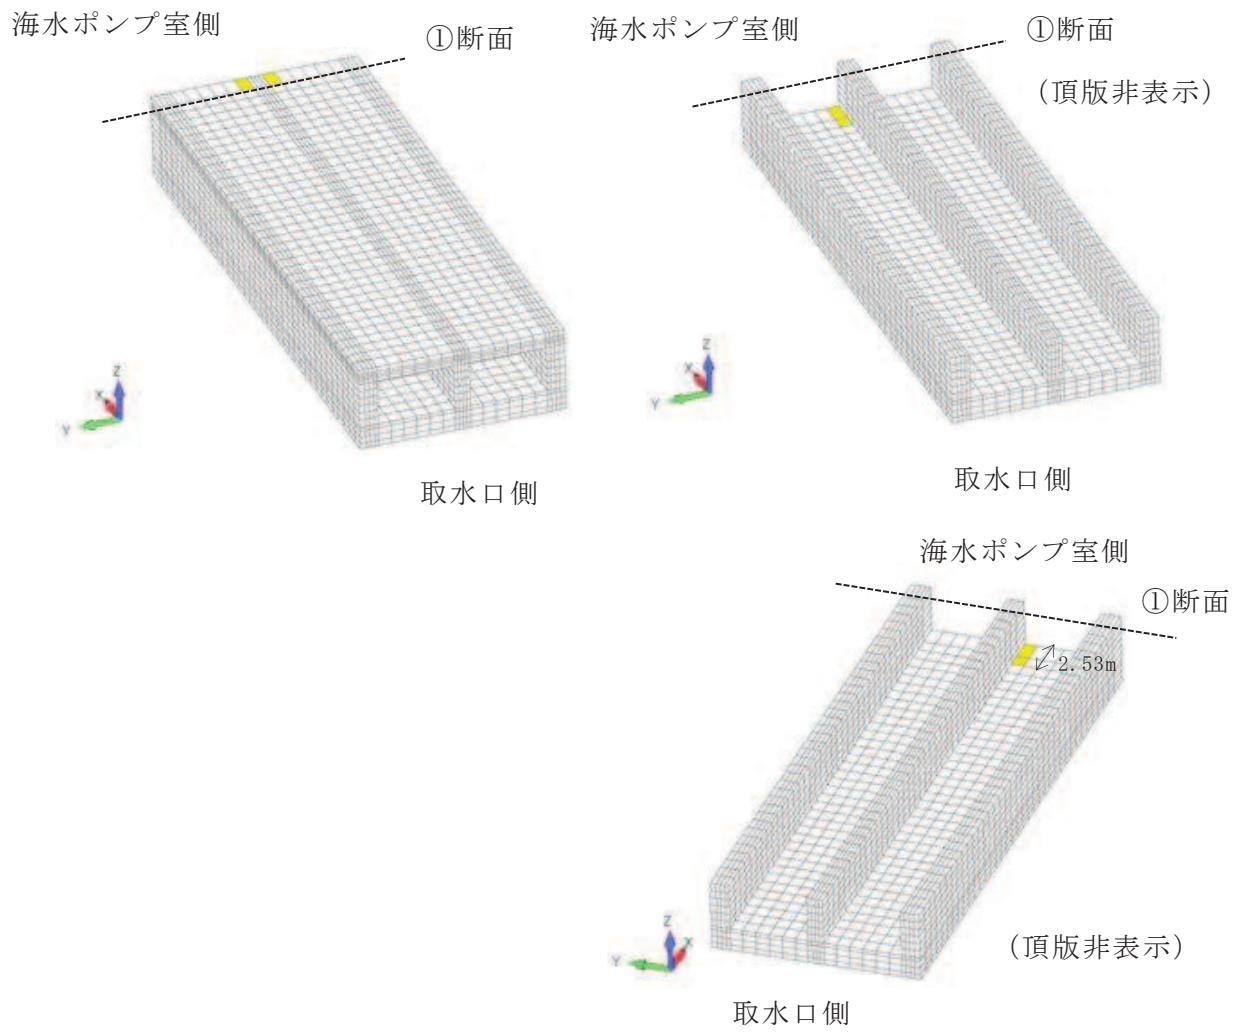 海水ポンプ室側
①断面
取水口側
Z
X
Y
海水ポンプ室側
①断面
(頂版非表示)
取水口側
Z
X
Y
海水ポンプ室側
①断面
2.53m
(頂版非表示)
取水口側
Z
X
Y